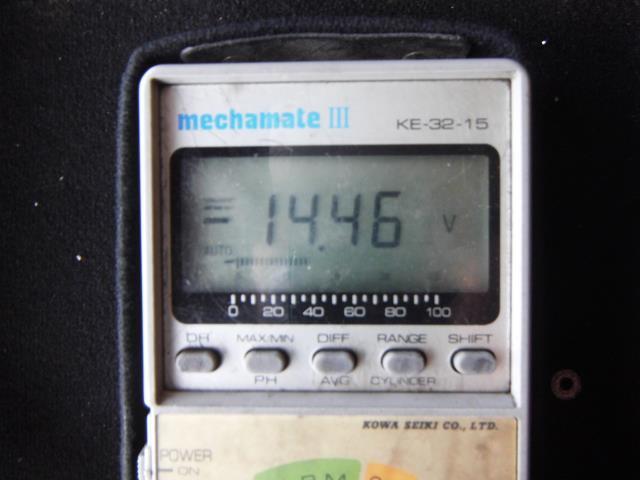 mechamate III KE-32-15
14.46 V
AUTO
0 20 40 60 80 100
DH MAX/MIN DIFF RANGE SHIFT
PH AVG CYLINDER
KOWA SEIKI CO., LTD.
POWER
ON